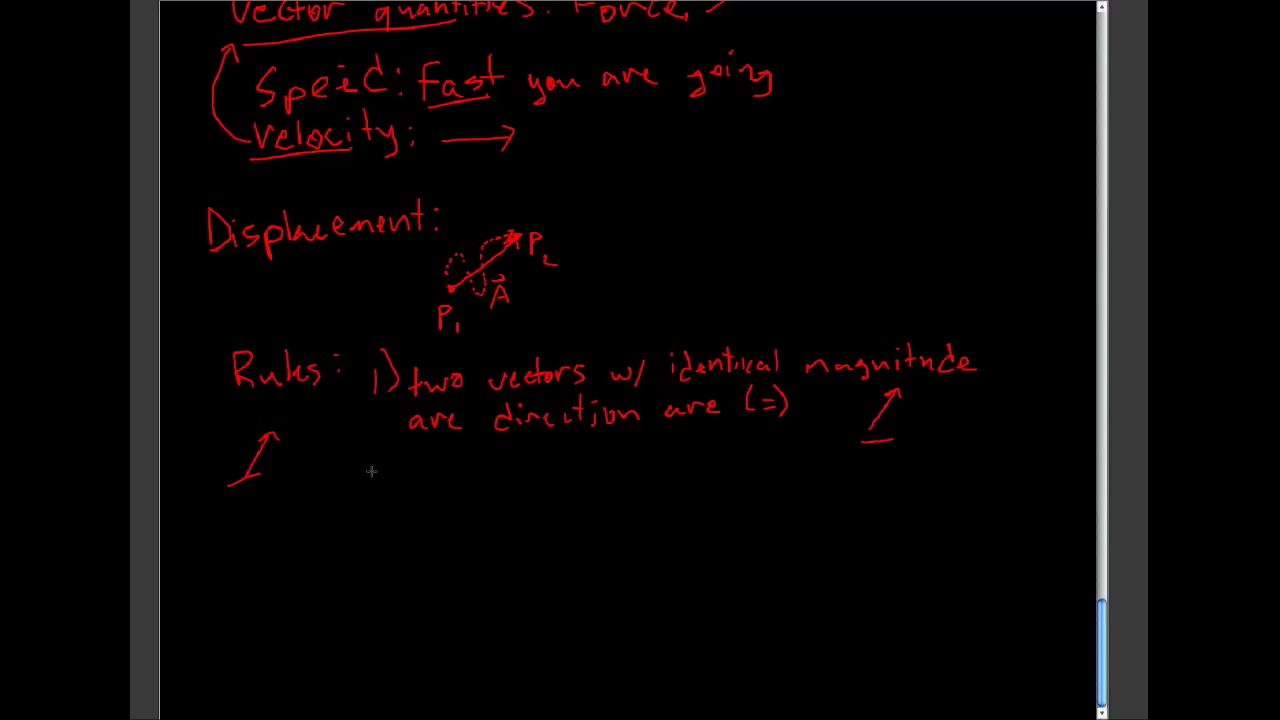 Vector quantities: Force,
Speed: Fast you are going
velocity:
Displacement:
P2
A
P1
Rules: 1) two vectors w/ identical magnitude
are direction are (=)